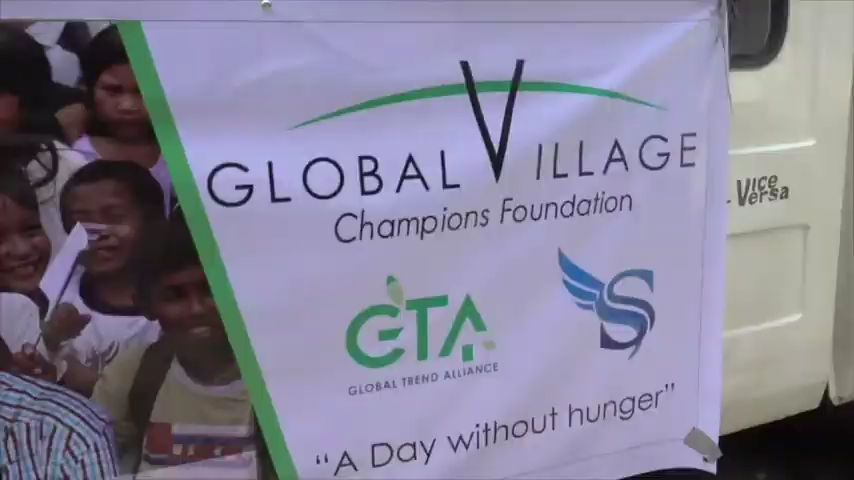 GLOBAL VILLAGE
Champions Foundation
GTA
GLOBAL TREND ALLIANCE
S
"A Day without hunger"
Vice
Versa